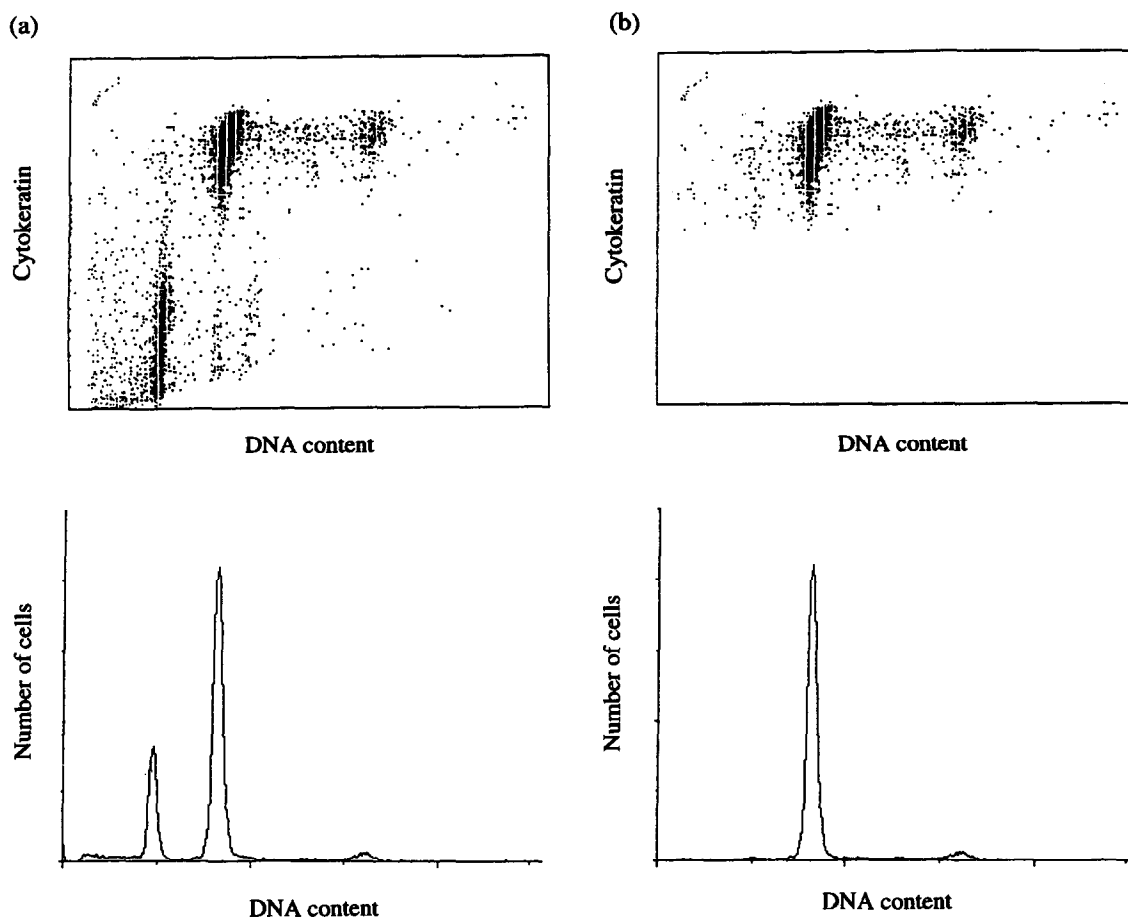 (a)
(b)
Cytokeratin
Cytokeratin
DNA content
DNA content
Number of cells
Number of cells
DNA content
DNA content